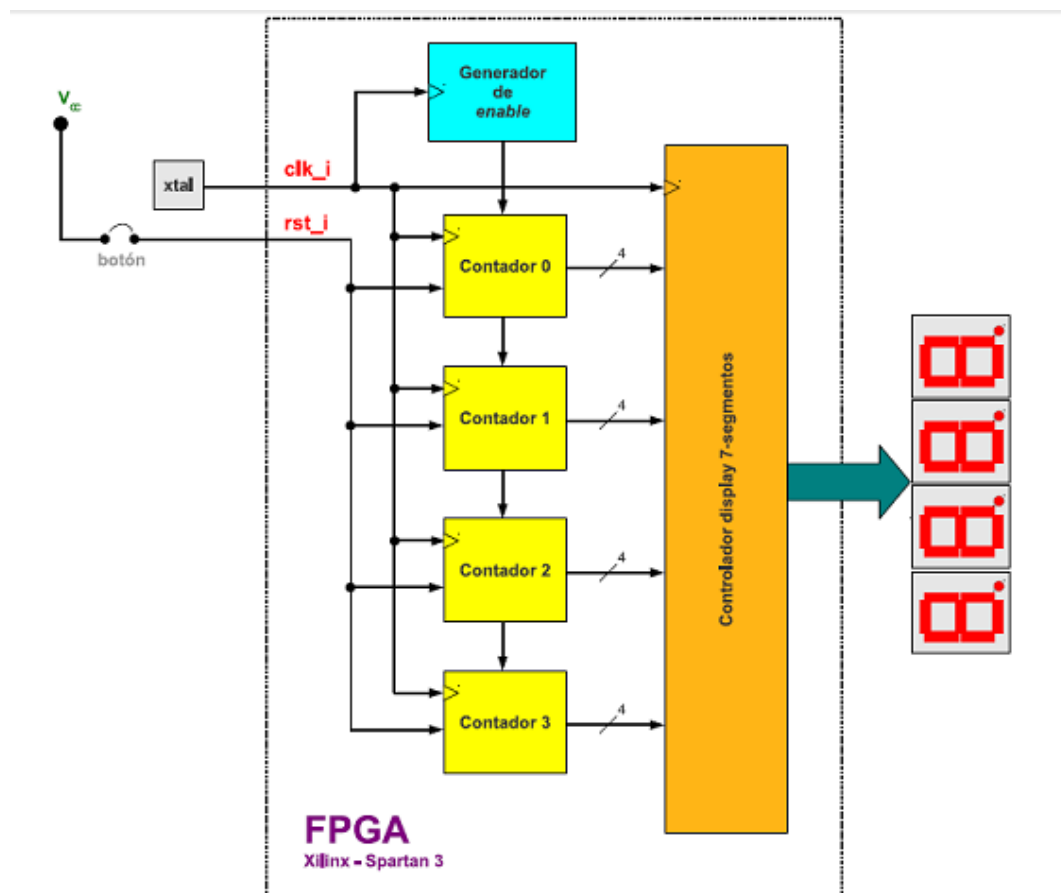 Generador
de
enable
Vcc
xtal
clk_i
rst_i
botón
Contador 0
4
Contador 1
4
Contador 2
4
Contador 3
4
Controlador display 7-segmentos
FPGA
Xilinx - Spartan 3